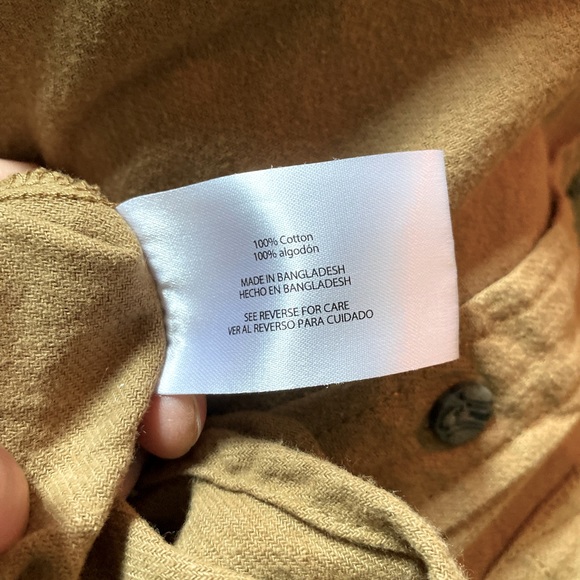 100% Cotton
100% algodón
MADE IN BANGLADESH
HECHO EN BANGLADESH
SEE REVERSE FOR CARE
VER AL REVERSO PARA CUIDADO